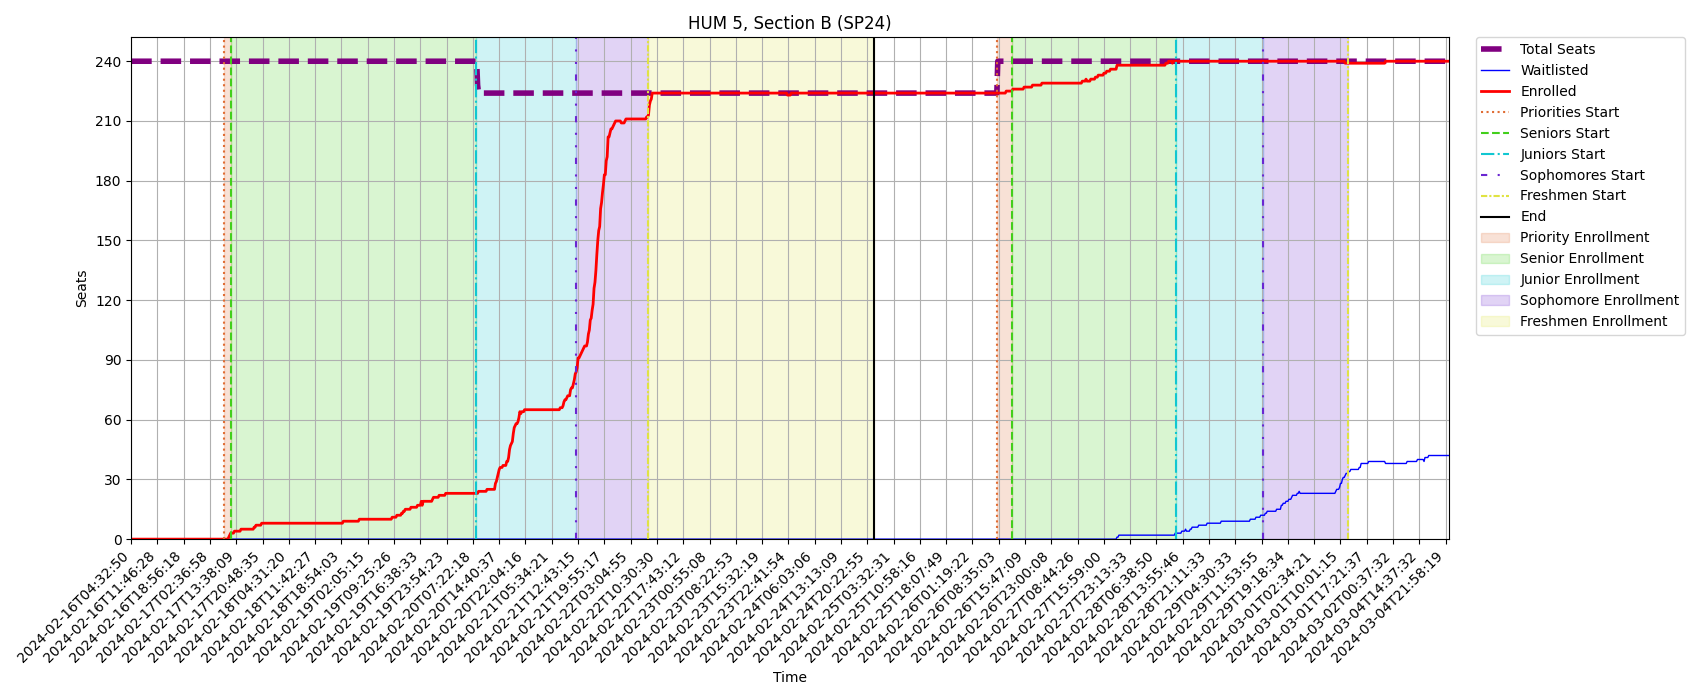 HUM 5, Section B (SP24)
Seats
240
210
180
150
120
90
60
30
0
2024-02-16T04:32:50
2024-02-16T11:46:28
2024-02-16T18:56:18
2024-02-17T02:36:58
2024-02-17T13:38:09
2024-02-17T20:48:35
2024-02-18T04:31:20
2024-02-18T11:42:27
2024-02-18T18:54:03
2024-02-19T02:05:15
2024-02-19T09:25:26
2024-02-19T16:38:33
2024-02-19T23:54:23
2024-02-20T07:22:18
2024-02-20T14:40:37
2024-02-20T22:04:16
2024-02-21T05:34:21
2024-02-21T12:43:15
2024-02-21T19:55:17
2024-02-22T03:04:55
2024-02-22T10:30:30
2024-02-22T17:43:12
2024-02-23T00:55:08
2024-02-23T08:22:53
2024-02-23T15:32:19
2024-02-23T22:41:54
2024-02-24T06:03:06
2024-02-24T13:13:09
2024-02-24T20:22:55
2024-02-25T03:32:31
2024-02-25T10:58:16
2024-02-25T18:07:49
2024-02-26T01:19:22
2024-02-26T08:35:03
2024-02-26T15:47:09
2024-02-26T23:00:08
2024-02-27T08:44:26
2024-02-27T15:59:00
2024-02-27T23:13:33
2024-02-28T06:38:50
2024-02-28T13:55:46
2024-02-28T21:11:33
2024-02-29T04:30:33
2024-02-29T11:53:55
2024-02-29T19:18:34
2024-03-01T02:34:21
2024-03-01T10:01:15
2024-03-01T17:21:37
2024-03-02T00:37:32
2024-03-04T14:37:32
2024-03-04T21:58:19
Time
Total Seats
Waitlisted
Enrolled
Priorities Start
Seniors Start
Juniors Start
Sophomores Start
Freshmen Start
End
Priority Enrollment
Senior Enrollment
Junior Enrollment
Sophomore Enrollment
Freshmen Enrollment